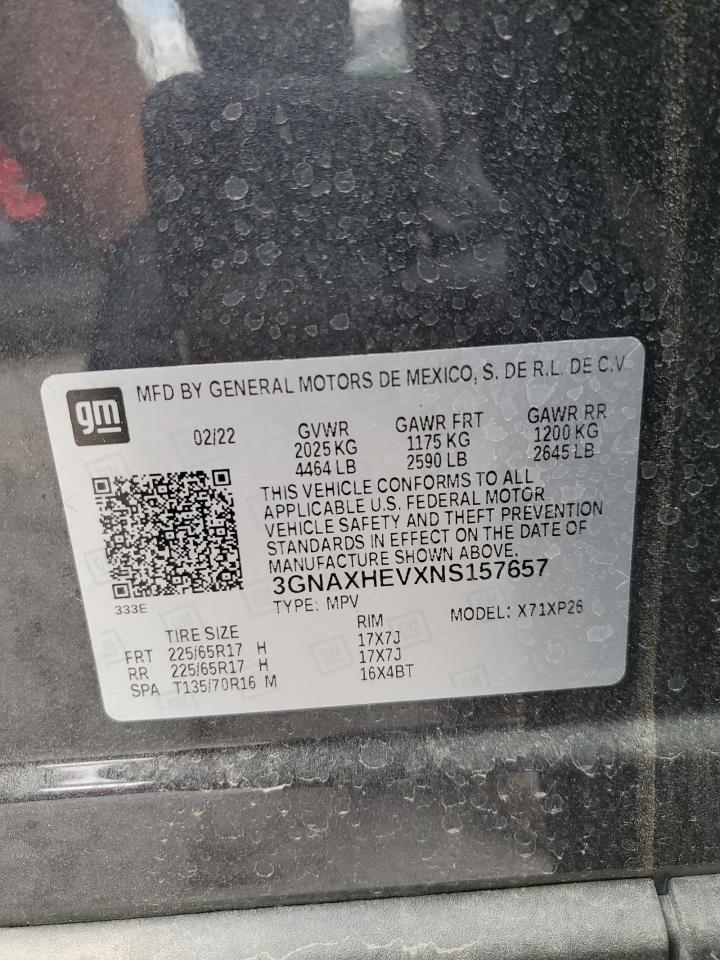 gm
MFD BY GENERAL MOTORS DE MEXICO, S. DE R.L. DE C.V
02/22 GVWR GAWR FRT GAWR RR
2025 KG 1175 KG 1200 KG
4464 LB 2590 LB 2645 LB
THIS VEHICLE CONFORMS TO ALL
APPLICABLE U.S. FEDERAL MOTOR
VEHICLE SAFETY AND THEFT PREVENTION
STANDARDS IN EFFECT ON THE DATE OF
MANUFACTURE SHOWN ABOVE.
3GNAXHEVXNS157657
333E
TYPE: MPV MODEL: X71XP26
TIRE SIZE RIM
FRT 225/65R17 H 17X7J
RR 225/65R17 H 17X7J
SPA T135/70R16 M 16X4BT